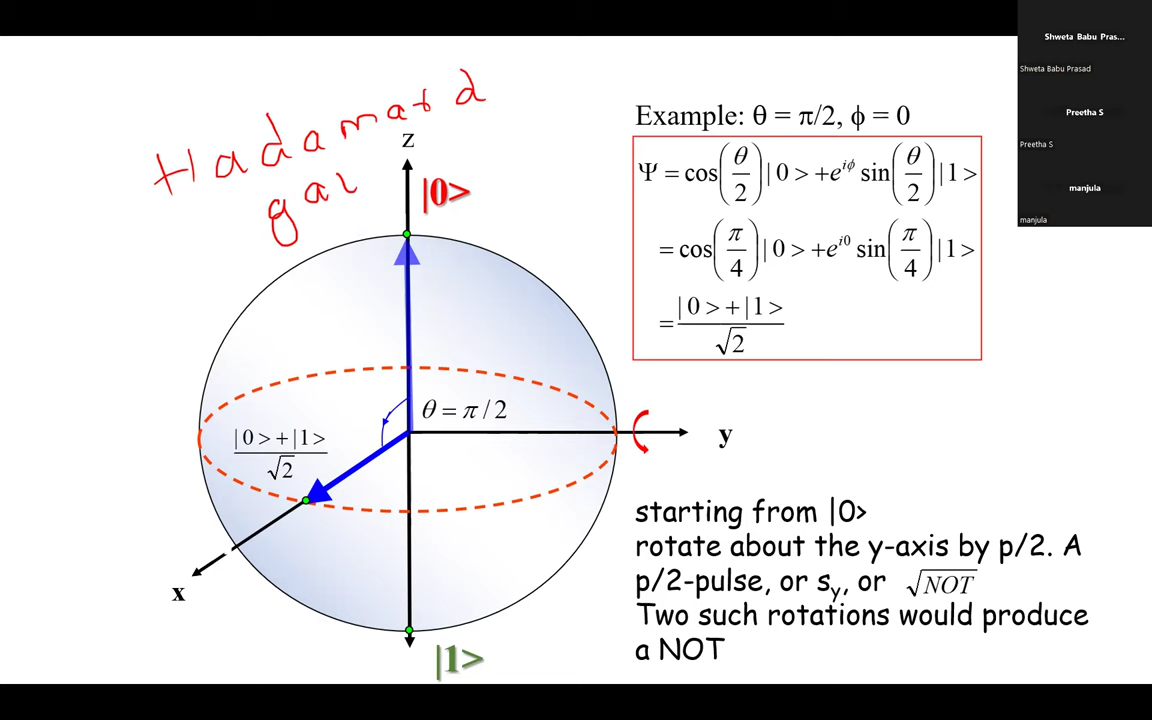 Shweta Babu Pras...
Shweta Babu Prasad
Preetha S
Preetha S
manjula
manjula
Hadamard
gat
z
|0>
Example: θ = π/2, ϕ = 0
Ψ = cos(θ/2) | 0 > +e^{iϕ} sin(θ/2) | 1 >
= cos(π/4) | 0 > +e^{i0} sin(π/4) | 1 >
= | 0 > + | 1 > / √2
θ = π / 2
| 0 > + | 1 > / √2
y
x
|1>
starting from |0>
rotate about the y-axis by p/2. A
p/2-pulse, or s_y, or √NOT
Two such rotations would produce
a NOT